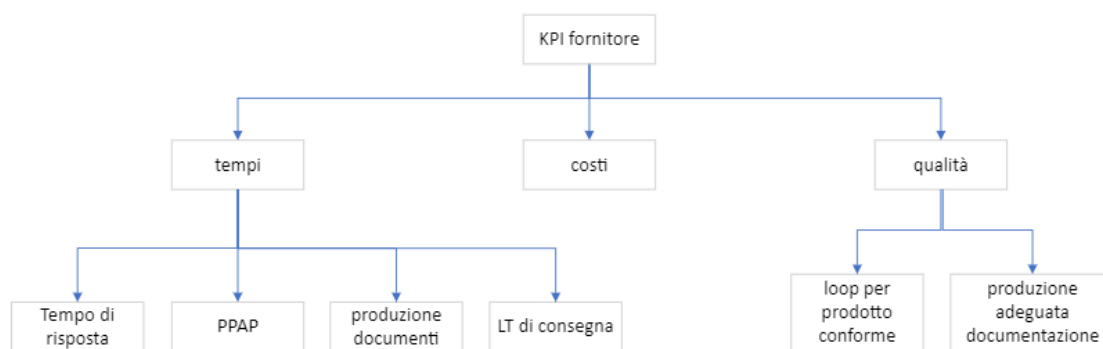 KPI fornitore
tempi
costi
qualità
Tempo di
risposta
PPAP
produzione
documenti
LT di consegna
loop per
prodotto
conforme
produzione
adeguata
documentazione